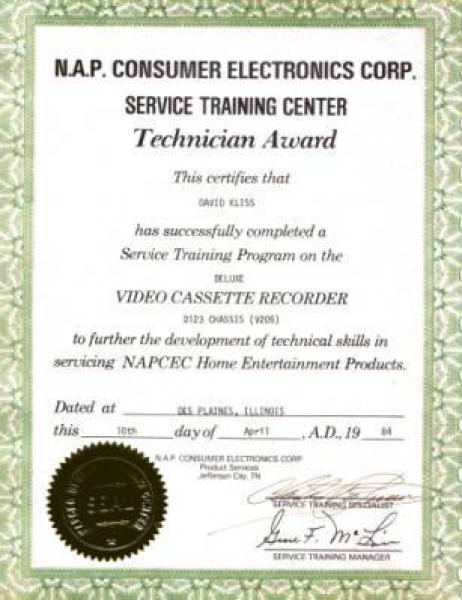 N.A.P. CONSUMER ELECTRONICS CORP.
SERVICE TRAINING CENTER
Technician Award
This certifies that
DAVID KLISS
has successfully completed a
Service Training Program on the
DELUXE
VIDEO CASSETTE RECORDER
D123 CHASSIS (V206)
to further the development of technical skills in
servicing NAPCEC Home Entertainment Products.
Dated at DES PLAINES, ILLINOIS
this 10th day of April , A.D., 19 84
N.A.P. CONSUMER ELECTRONICS CORP
Product Services
Jefferson City, TN
SERVICE TRAINING SPECIALIST
Gene F. McLin
SERVICE TRAINING MANAGER
SEAL